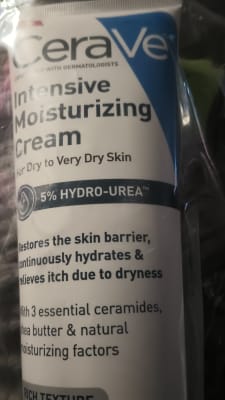 CeraVe
WITH DERMATOLOGISTS
Intensive
Moisturizing
Cream
For Dry to Very Dry Skin
5% HYDRO-UREA™
Restores the skin barrier,
continuously hydrates &
relieves itch due to dryness
With 3 essential ceramides,
shea butter & natural
moisturizing factors
RICH TEXTURE